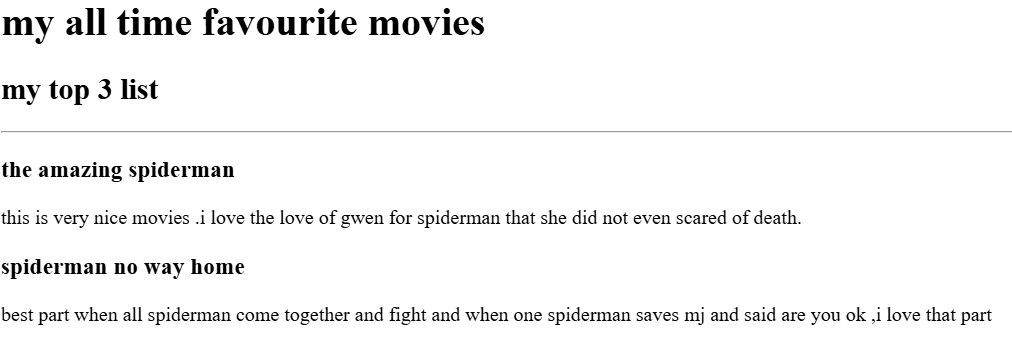 my all time favourite movies
my top 3 list
the amazing spiderman
this is very nice movies .i love the love of gwen for spiderman that she did not even scared of death.
spiderman no way home
best part when all spiderman come together and fight and when one spiderman saves mj and said are you ok ,i love that part